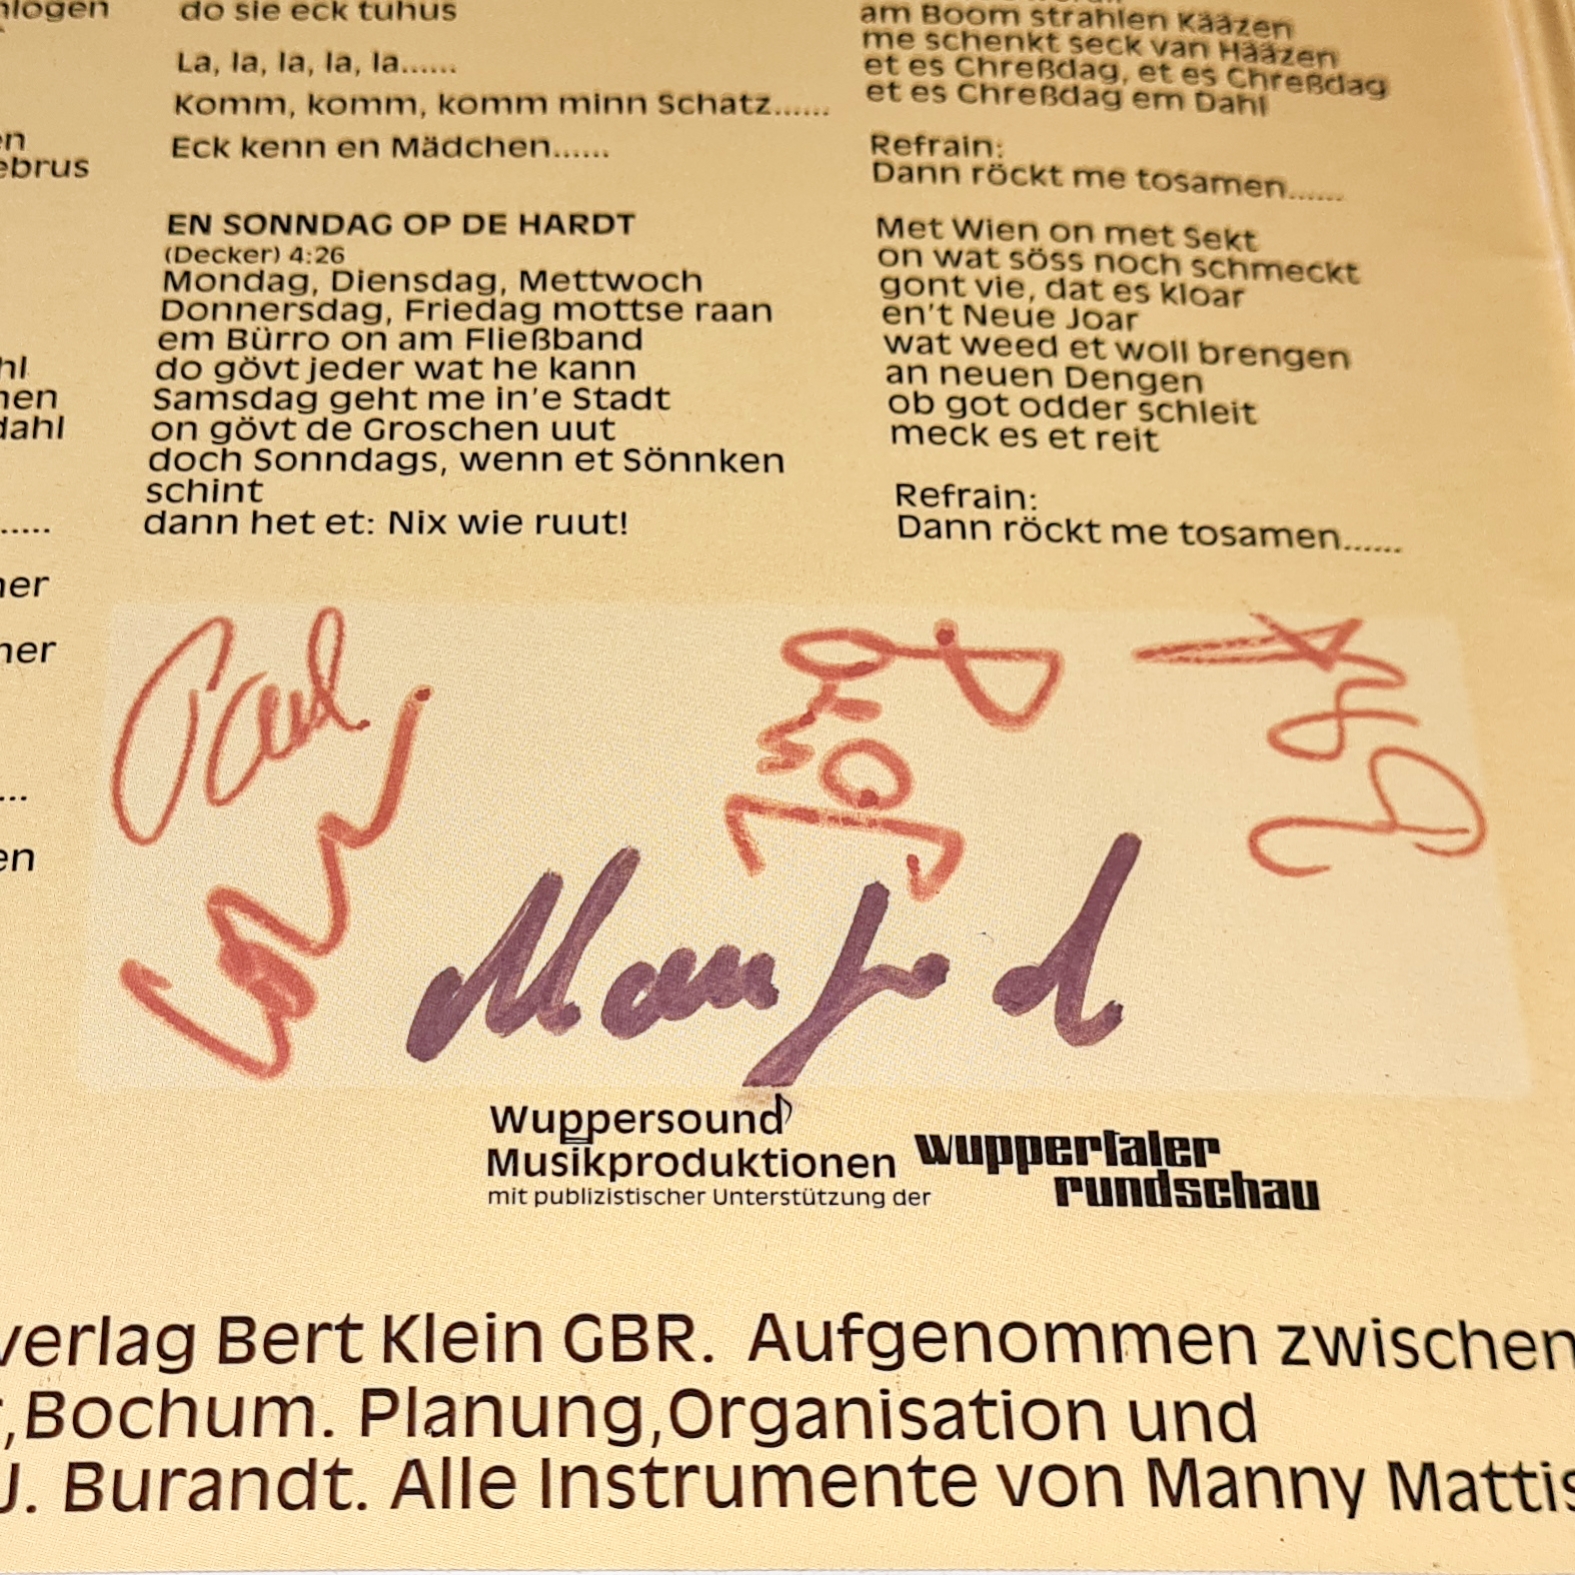 do sie eck tuhus
La, la, la, la, la......
Komm, komm, komm minn Schatz......
Eck kenn en Mädchen......
EN SONNDAG OP DE HARDT
(Decker) 4:26
Mondag, Diensdag, Mettwoch
Donnersdag, Friedag mottse raan
em Bürro on am Fließband
do gövt jeder wat he kann
Samsdag geht me in'e Stadt
on gövt de Groschen uut
doch Sonndags, wenn et Sönnken
schint
dann het et: Nix wie ruut!
am Boom strahlen Kääzen
me schenkt seck van Hääzen
et es Chreßdag, et es Chreßdag
et es Chreßdag em Dahl
Refrain:
Dann röckt me tosamen......
Met Wien on met Sekt
on wat söss noch schmeckt
gont vie, dat es kloar
en't Neue Joar
wat weed et woll brengen
an neuen Dengen
ob got odder schleit
meck es et reit
Refrain:
Dann röckt me tosamen......
Paul
Manfred
Wuppersound
Musikproduktionen
mit publizistischer Unterstützung der
wuppertaler
rundschau
verlag Bert Klein GBR. Aufgenommen zwischen
,Bochum. Planung,Organisation und
J. Burandt. Alle Instrumente von Manny Mattis